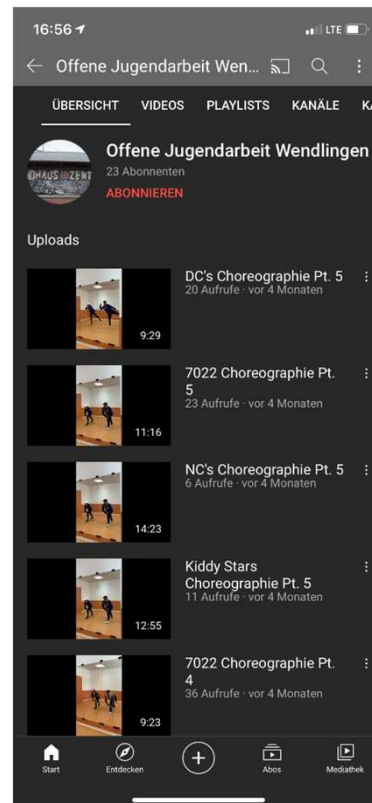 16:56
LTE
Offene Jugendarbeit Wen...
ÜBERSICHT VIDEOS PLAYLISTS KANÄLE
Offene Jugendarbeit Wendlingen
23 Abonnenten
ABONNIEREN
Uploads
DC's Choreographie Pt. 5
20 Aufrufe · vor 4 Monaten
9:29
7022 Choreographie Pt.
5
23 Aufrufe · vor 4 Monaten
11:16
NC's Choreographie Pt. 5
6 Aufrufe · vor 4 Monaten
14:23
Kiddy Stars
Choreographie Pt. 5
11 Aufrufe · vor 4 Monaten
12:55
7022 Choreographie Pt.
4
36 Aufrufe · vor 4 Monaten
9:23
Start Entdecken Abos Mediathek